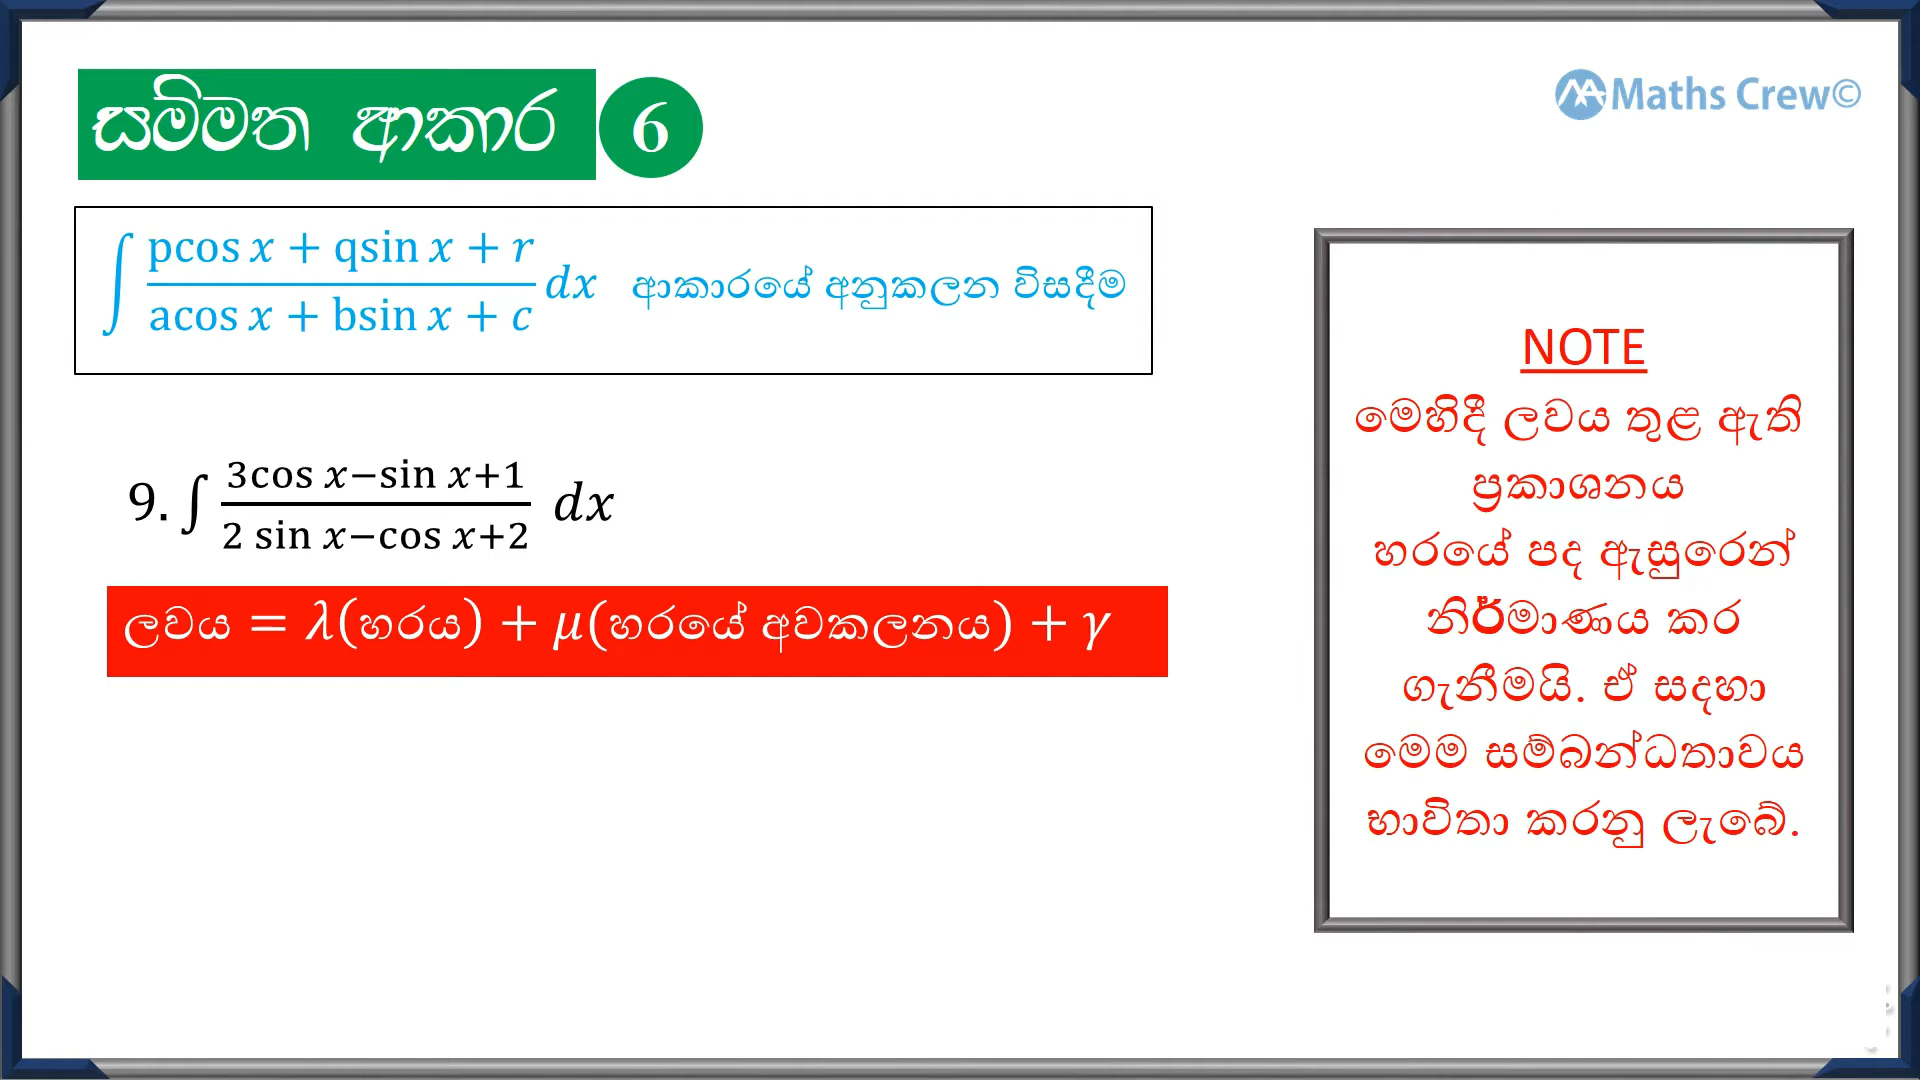 සම්මත ආකාර 6
Maths Crew©
∫ (pcos x + qsin x + r)/(acos x + bsin x + c) dx ආකාරයේ අනුකලන විසදීම
9. ∫ (3cos x−sin x+1)/(2 sin x−cos x+2) dx
ලවය = λ(හරය) + μ(හරයේ අවකලනය) + γ
NOTE
මෙහිදී ලවය තුළ ඇති
ප්‍රකාශනය
හරයේ පද ඇසුරෙන්
නිර්මාණය කර
ගැනීමයි. ඒ සදහා
මෙම සම්බන්ධතාවය
භාවිතා කරනු ලැබේ.